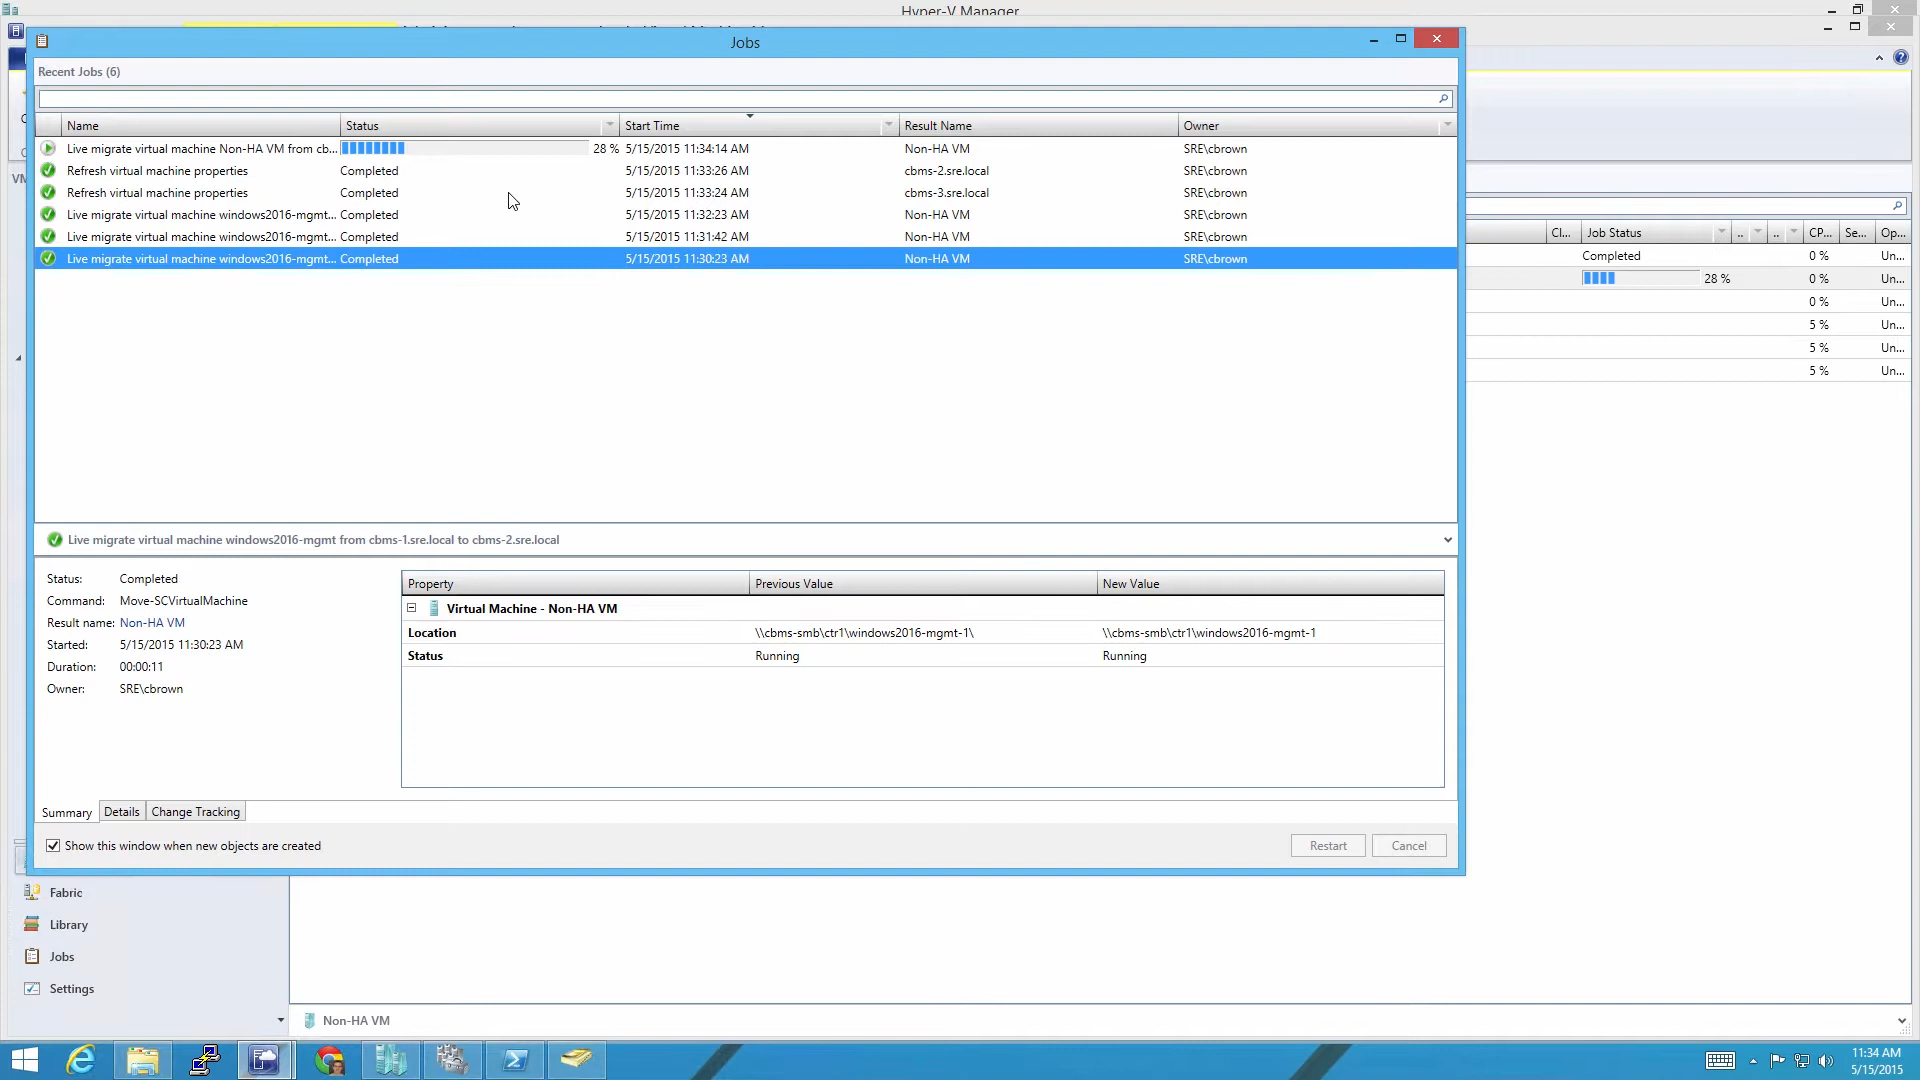 Hyper-V Manager
Jobs
Recent Jobs (6)
Name Status Start Time Result Name Owner
Live migrate virtual machine Non-HA VM from cb... 28 % 5/15/2015 11:34:14 AM Non-HA VM SRE\cbrown
Refresh virtual machine properties Completed 5/15/2015 11:33:26 AM cbms-2.sre.local SRE\cbrown
Refresh virtual machine properties Completed 5/15/2015 11:33:24 AM cbms-3.sre.local SRE\cbrown
Live migrate virtual machine windows2016-mgmt... Completed 5/15/2015 11:32:23 AM Non-HA VM SRE\cbrown
Live migrate virtual machine windows2016-mgmt... Completed 5/15/2015 11:31:42 AM Non-HA VM SRE\cbrown
Live migrate virtual machine windows2016-mgmt... Completed 5/15/2015 11:30:23 AM Non-HA VM SRE\cbrown
Cl... Job Status .. .. CP... Se... Op...
Completed 0 % Un...
28 % 0 % Un...
0 % Un...
5 % Un...
5 % Un...
5 % Un...
Live migrate virtual machine windows2016-mgmt from cbms-1.sre.local to cbms-2.sre.local
Status: Completed
Command: Move-SCVirtualMachine
Result name: Non-HA VM
Started: 5/15/2015 11:30:23 AM
Duration: 00:00:11
Owner: SRE\cbrown
Property Previous Value New Value
Virtual Machine - Non-HA VM
Location \\cbms-smb\ctr1\windows2016-mgmt-1\ \\cbms-smb\ctr1\windows2016-mgmt-1
Status Running Running
Summary Details Change Tracking
Show this window when new objects are created
Restart Cancel
Fabric
Library
Jobs
Settings
Non-HA VM
11:34 AM
5/15/2015